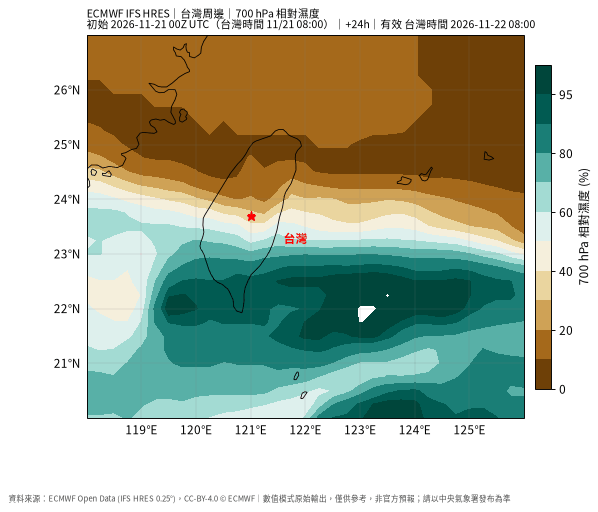 ECMWF IFS HRES｜台灣周邊｜700 hPa 相對濕度
初始 2026-11-21 00Z UTC（台灣時間 11/21 08:00）｜+24h｜有效 台灣時間 2026-11-22 08:00
26°N
25°N
24°N
23°N
22°N
21°N
119°E 120°E 121°E 122°E 123°E 124°E 125°E
台灣
95
80
60
40
20
0
700 hPa 相對濕度 (%)
資料來源：ECMWF Open Data (IFS HRES 0.25°)，CC-BY-4.0 © ECMWF｜數值模式原始輸出，僅供參考，非官方預報；請以中央氣象署發布為準